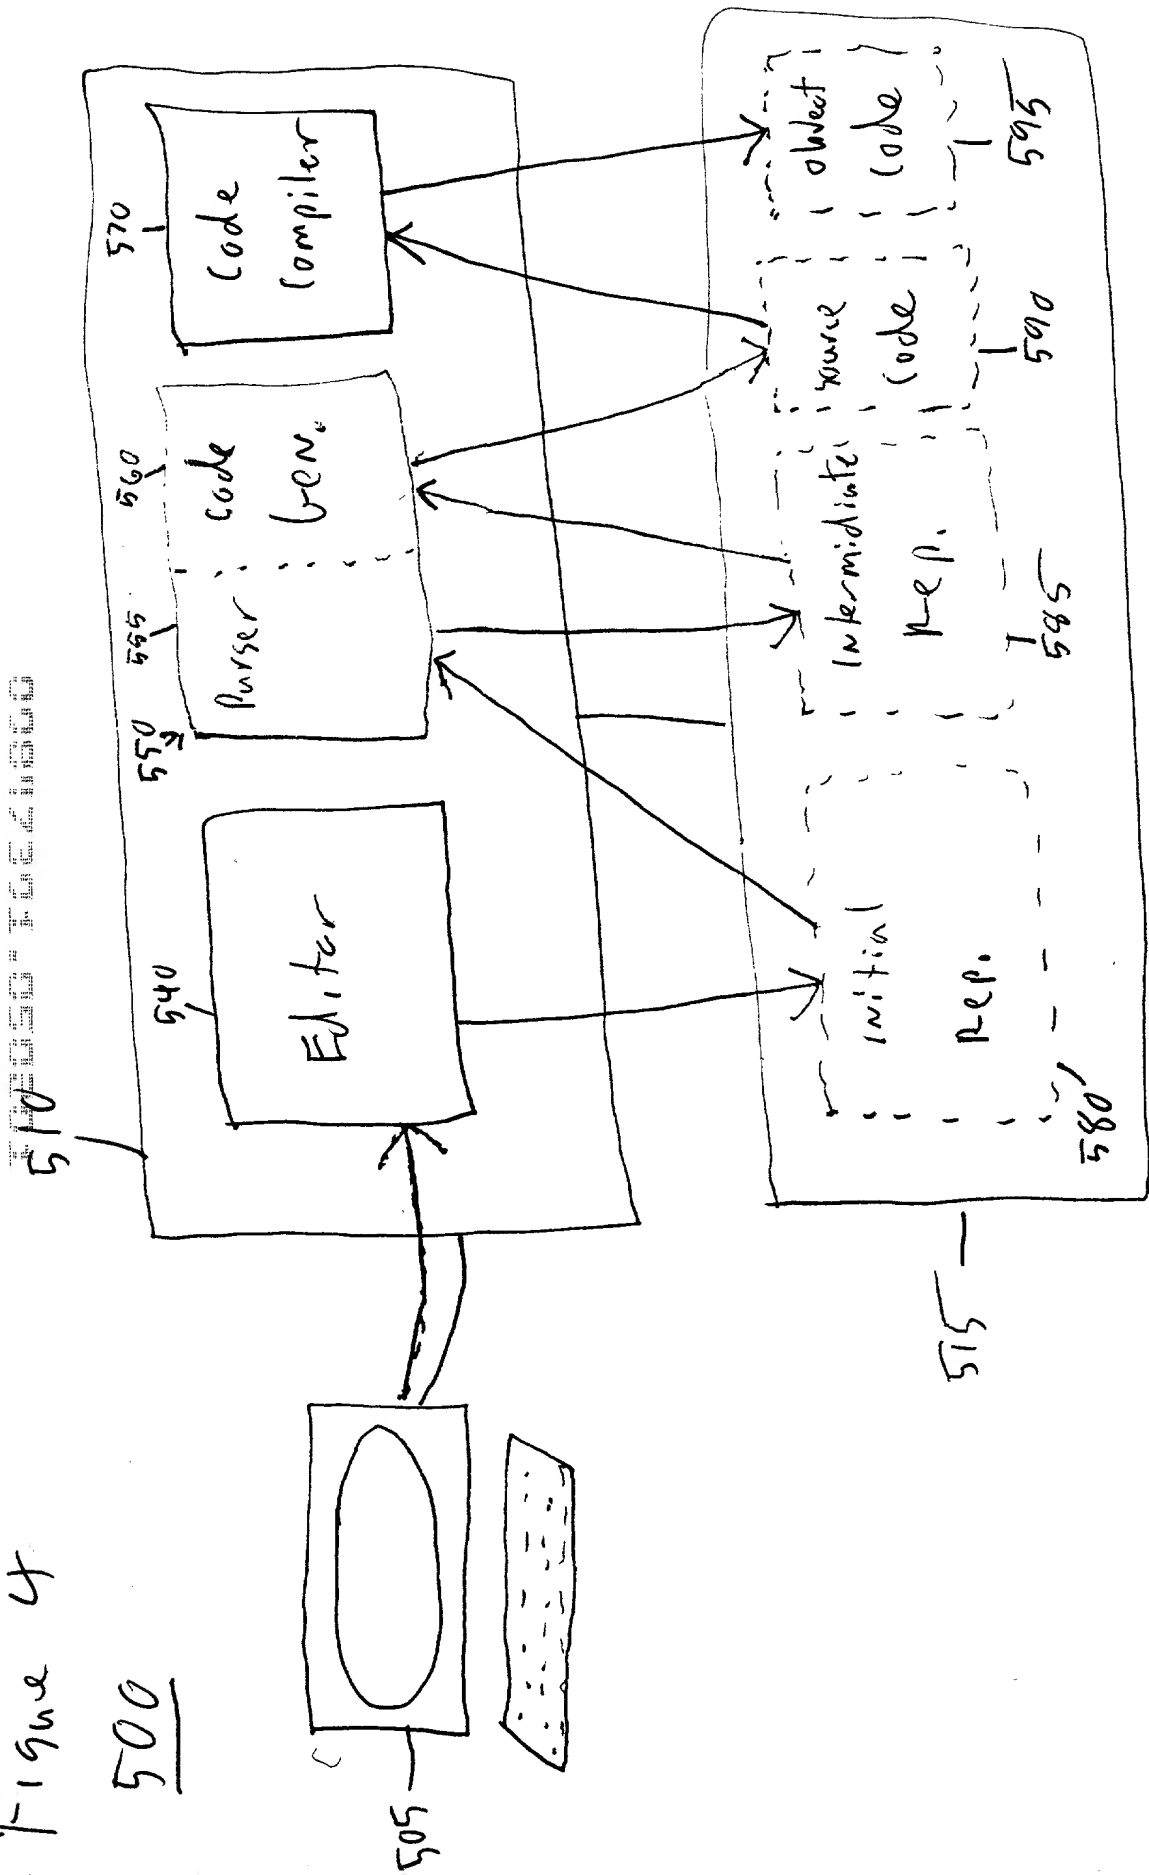 Figure 4
500
505
510
540
Editor
550
555
Parser
560
Code
Gen.
570
Code
Compiler
515
580
Initial
Rep.
585
Intermidiate
Rep.
590
source
Code
595
object
Code